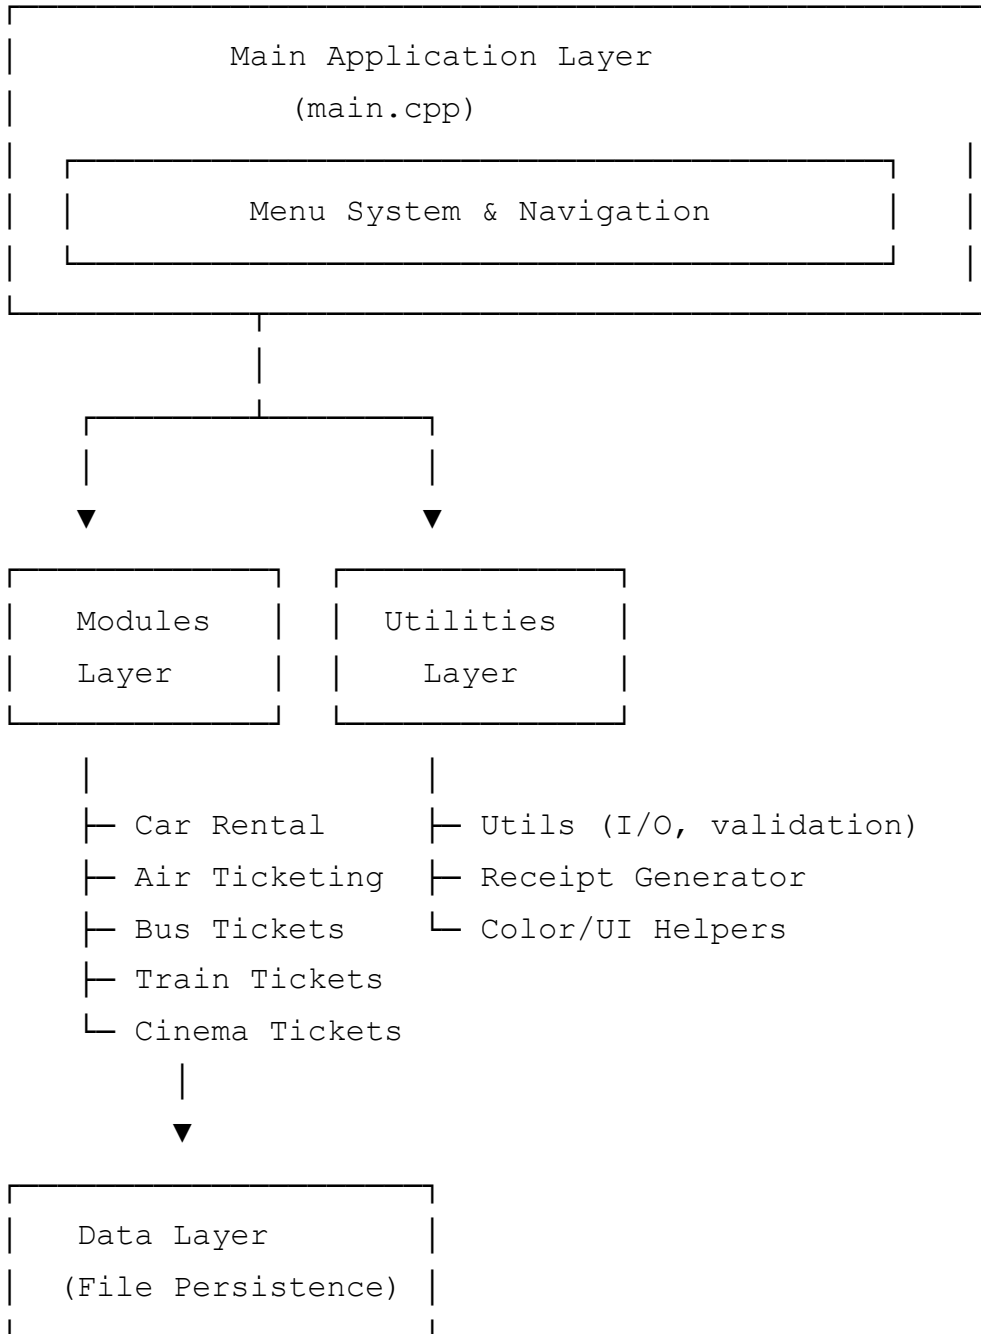 Main Application Layer
(main.cpp)
Menu System & Navigation
Modules Layer
Utilities Layer
├─ Car Rental
├─ Air Ticketing
├─ Bus Tickets
├─ Train Tickets
└─ Cinema Tickets
├─ Utils (I/O, validation)
├─ Receipt Generator
└─ Color/UI Helpers
▼
Data Layer
(File Persistence)